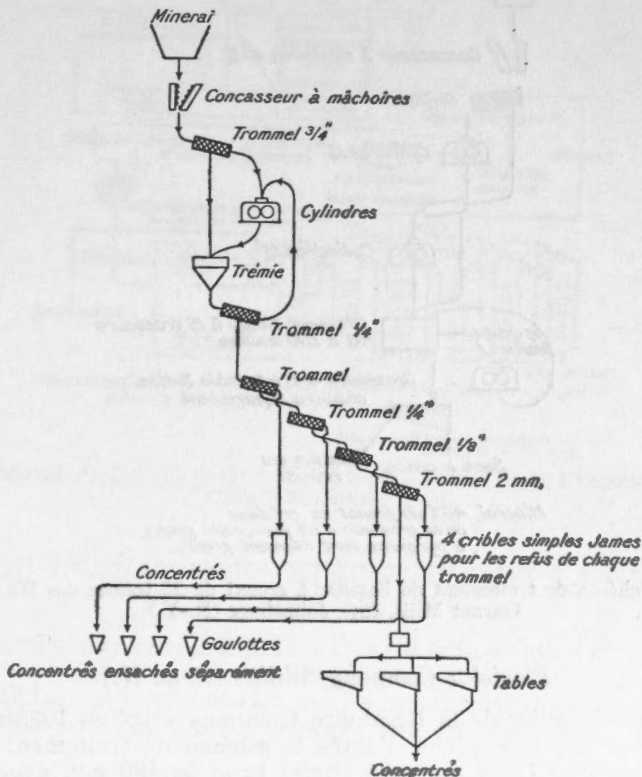 Minerai
Concasseur à mâchoires
Trommel 3/4"
Cylindres
Trémie
Trommel 1/4"
Trommel
Trommel 1/4"
Trommel 1/8"
Trommel 2 mm.
4 cribles simples James
pour les refus de chaque
trommel
Concentrés
Goulottes
Concentrés ensachés séparément
Tables
Concentrés